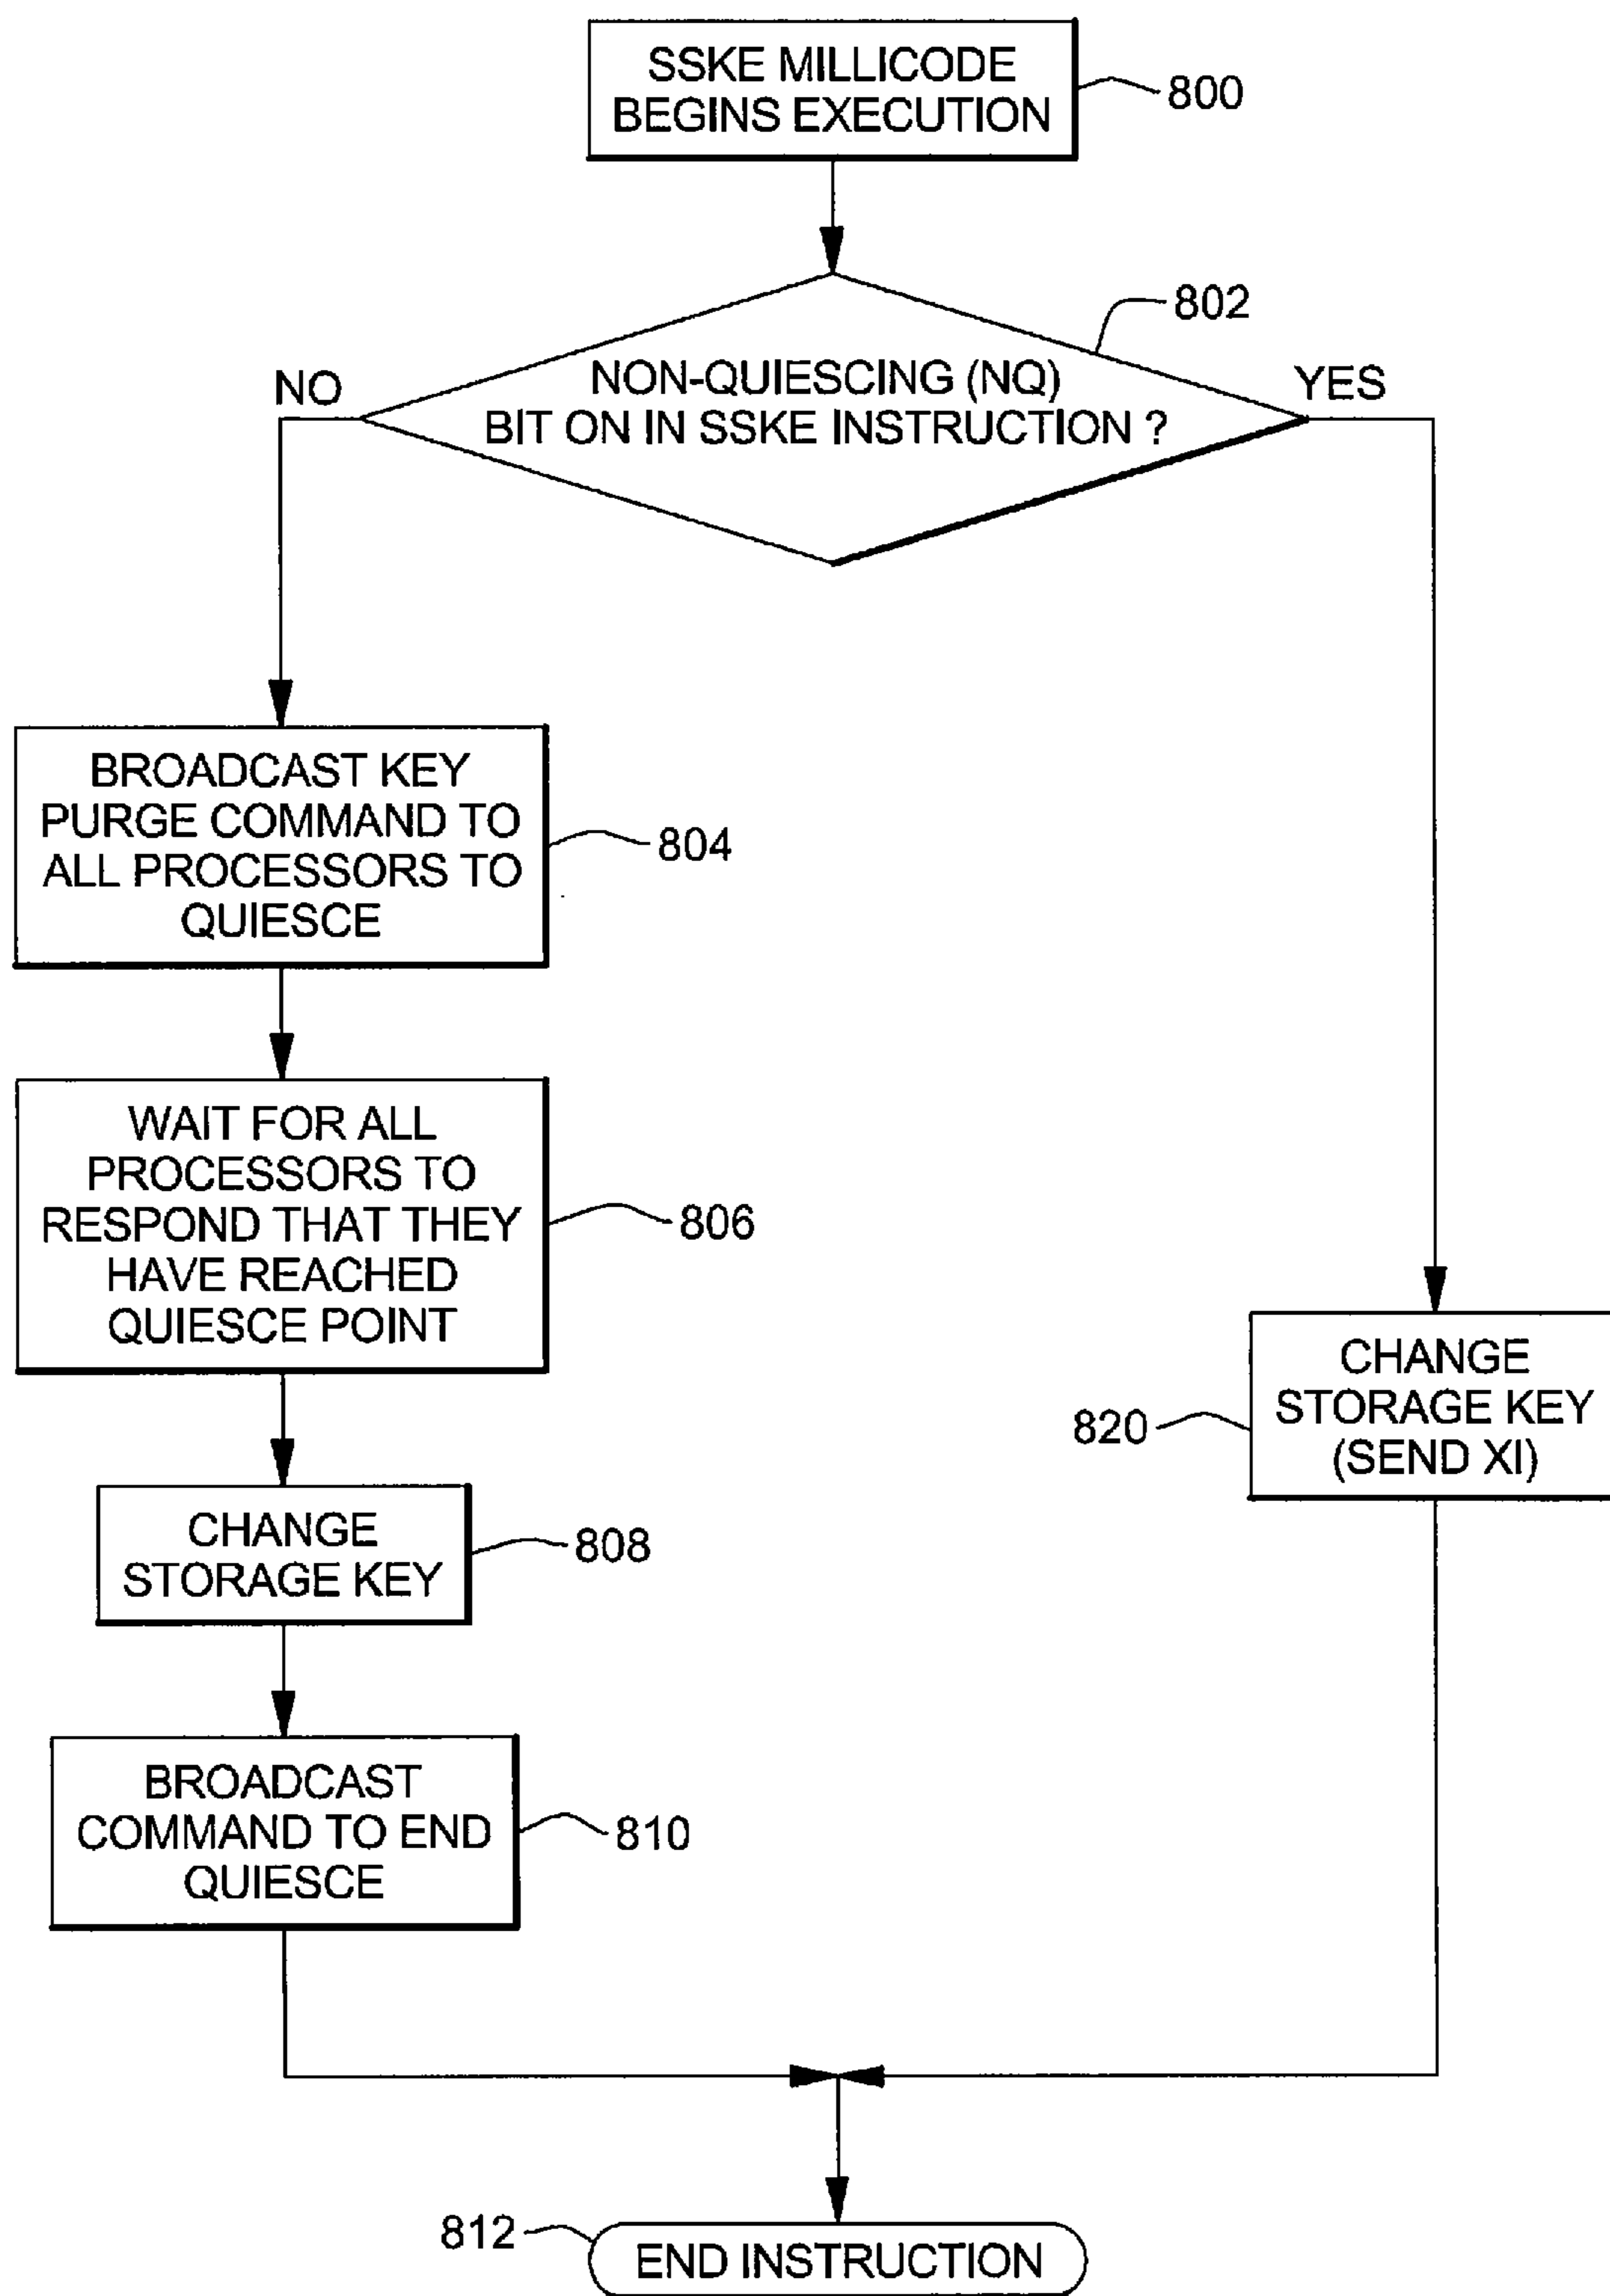 SSKE MILLICODE
BEGINS EXECUTION
800
802
NON-QUIESCING (NQ)
BIT ON IN SSKE INSTRUCTION ?
NO
YES
BROADCAST KEY
PURGE COMMAND TO
ALL PROCESSORS TO
QUIESCE
804
WAIT FOR ALL
PROCESSORS TO
RESPOND THAT THEY
HAVE REACHED
QUIESCE POINT
806
CHANGE
STORAGE KEY
808
BROADCAST
COMMAND TO END
QUIESCE
810
CHANGE
STORAGE KEY
(SEND XI)
820
812
END INSTRUCTION